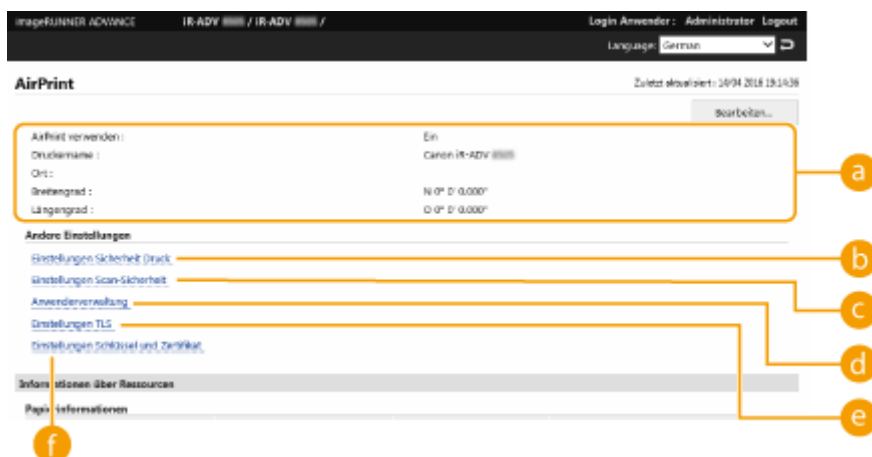 imageRUNNER ADVANCE iR-ADV / iR-ADV / Login Anwender : Administrator Logout
Language: German
AirPrint Zuletzt aktualisiert : 14/04 2016 19:14:36
Bearbeiten...
AirPrint verwenden : Ein
Druckername : Canon iR-ADV
Ort :
Breitengrad : N 0° 0' 0.000"
Längengrad : O 0° 0' 0.000"
a
Andere Einstellungen
Einstellungen Sicherheit Druck
b
Einstellungen Scan-Sicherheit
c
Anwenderverwaltung
d
Einstellungen TLS
e
Einstellungen Schlüssel und Zertifikat
f
Informationen über Ressourcen
Papierinformationen